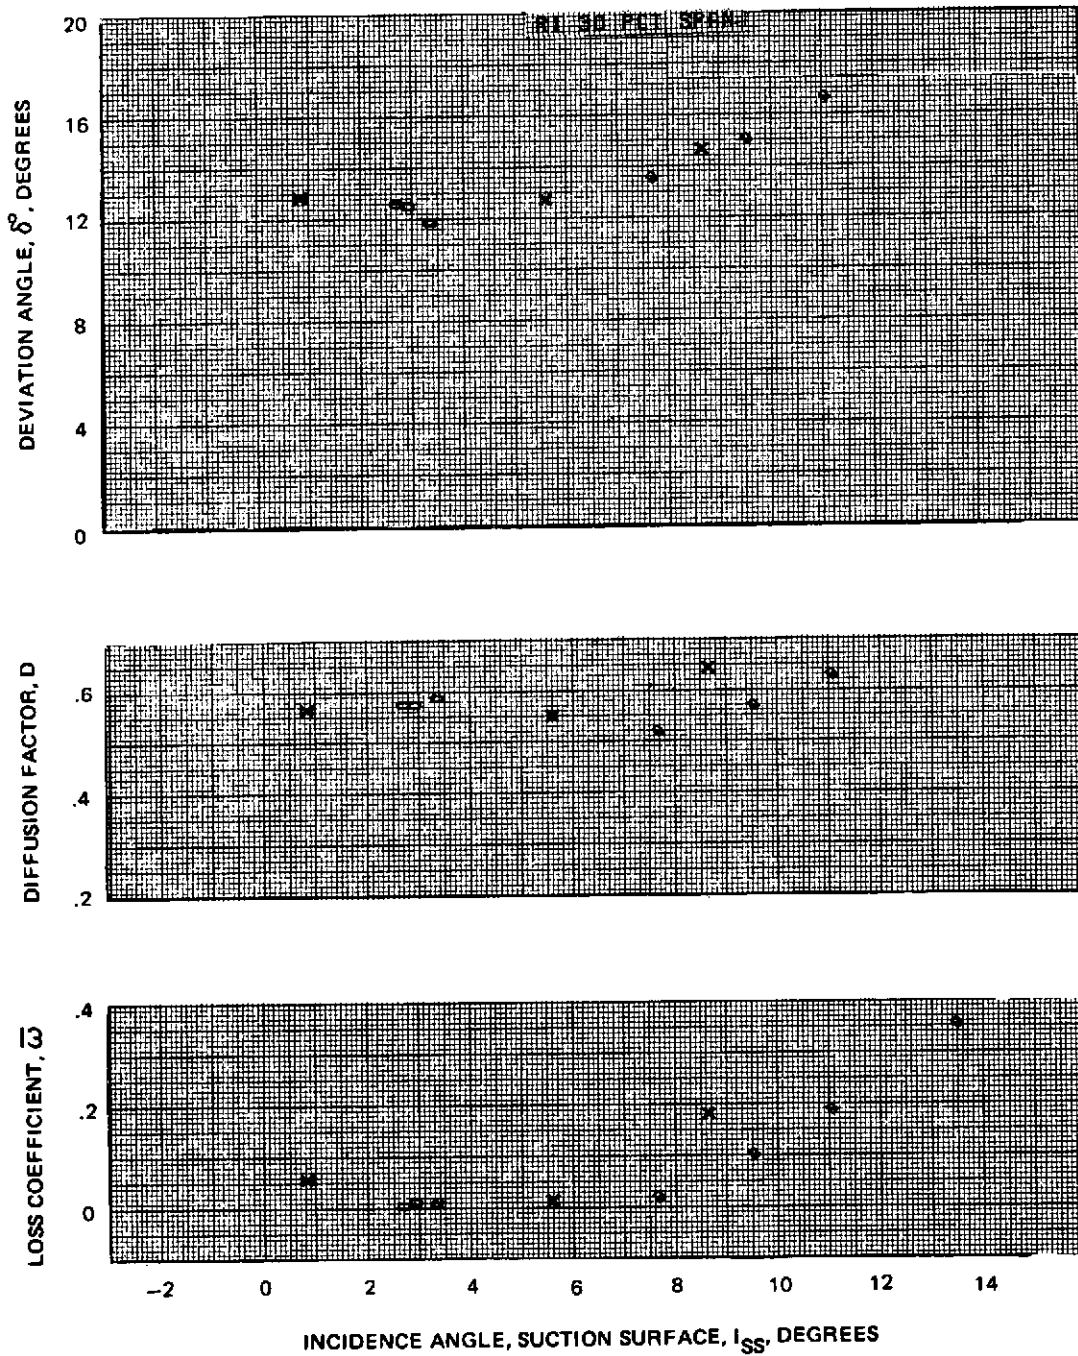 R1 30 PCT SPAN
20
16
12
8
4
0
DEVIATION ANGLE, δ°, DEGREES
.6
.4
.2
DIFFUSION FACTOR, D
.4
.2
0
LOSS COEFFICIENT, ω̅
−2 0 2 4 6 8 10 12 14
INCIDENCE ANGLE, SUCTION SURFACE, I_SS, DEGREES